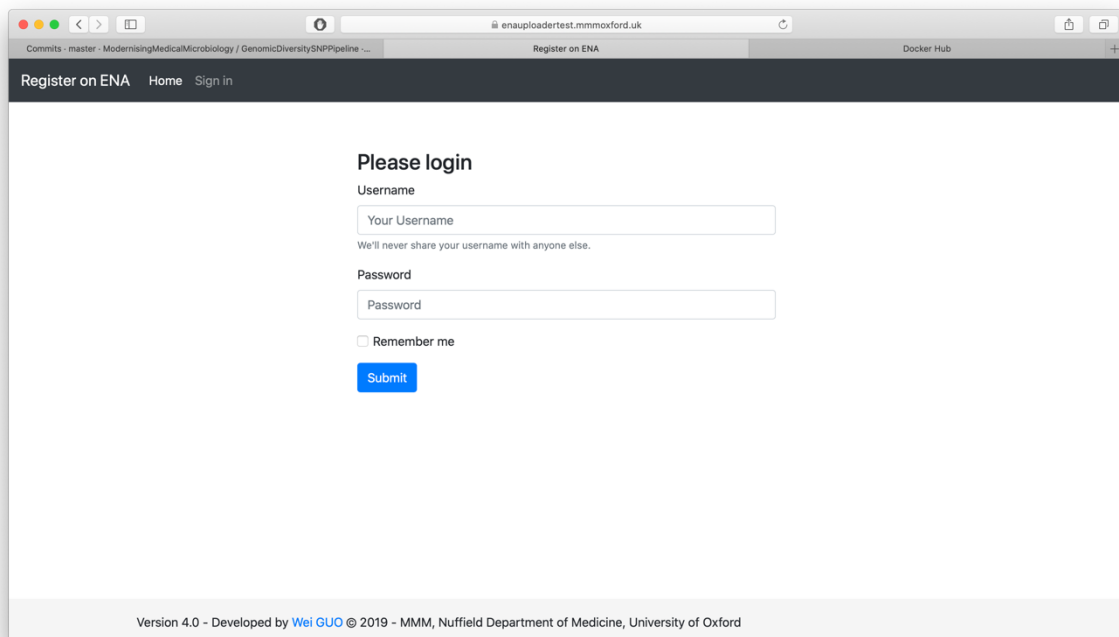 enauploadertest.mmmoxford.uk
Commits · master · ModernisingMedicalMicrobiology / GenomicDiversitySNPPipeline ·...
Register on ENA
Docker Hub
Register on ENA Home Sign in
Please login
Username
Your Username
We'll never share your username with anyone else.
Password
Password
Remember me
Submit
Version 4.0 - Developed by Wei GUO © 2019 - MMM, Nuffield Department of Medicine, University of Oxford